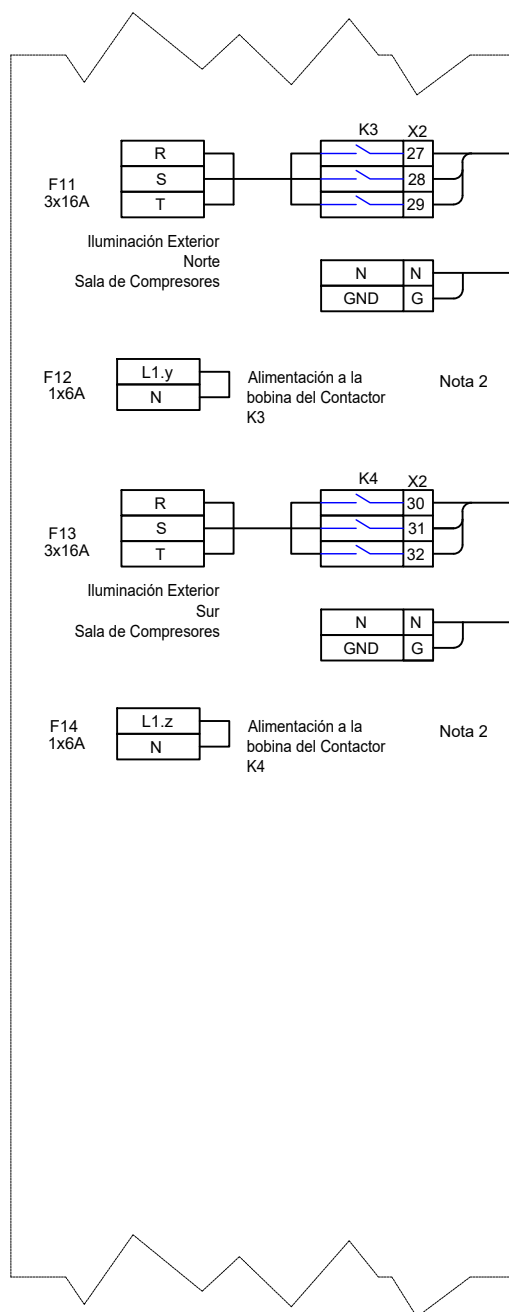 K3 X2
R 27
F11 S 28
3x16A T 29
Iluminación Exterior
Norte
Sala de Compresores
N N
GND G
F12 L1.y Alimentación a la Nota 2
1x6A N bobina del Contactor
K3
K4 X2
R 30
F13 S 31
3x16A T 32
Iluminación Exterior
Sur
Sala de Compresores
N N
GND G
F14 L1.z Alimentación a la Nota 2
1x6A N bobina del Contactor
K4